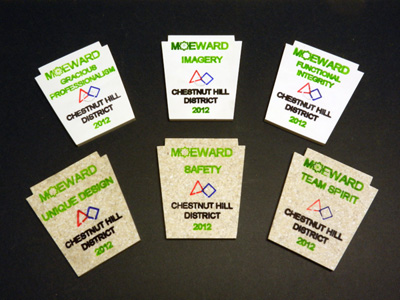 MOEWARD
GRACIOUS
PROFESSIONALISM
CHESTNUT HILL
DISTRICT
2012
MOEWARD
IMAGERY
CHESTNUT HILL
DISTRICT
2012
MOEWARD
FUNCTIONAL
INTEGRITY
CHESTNUT HILL
DISTRICT
2012
MOEWARD
UNIQUE DESIGN
CHESTNUT HILL
DISTRICT
2012
MOEWARD
SAFETY
CHESTNUT HILL
DISTRICT
2012
MOEWARD
TEAM SPIRIT
CHESTNUT HILL
DISTRICT
2012